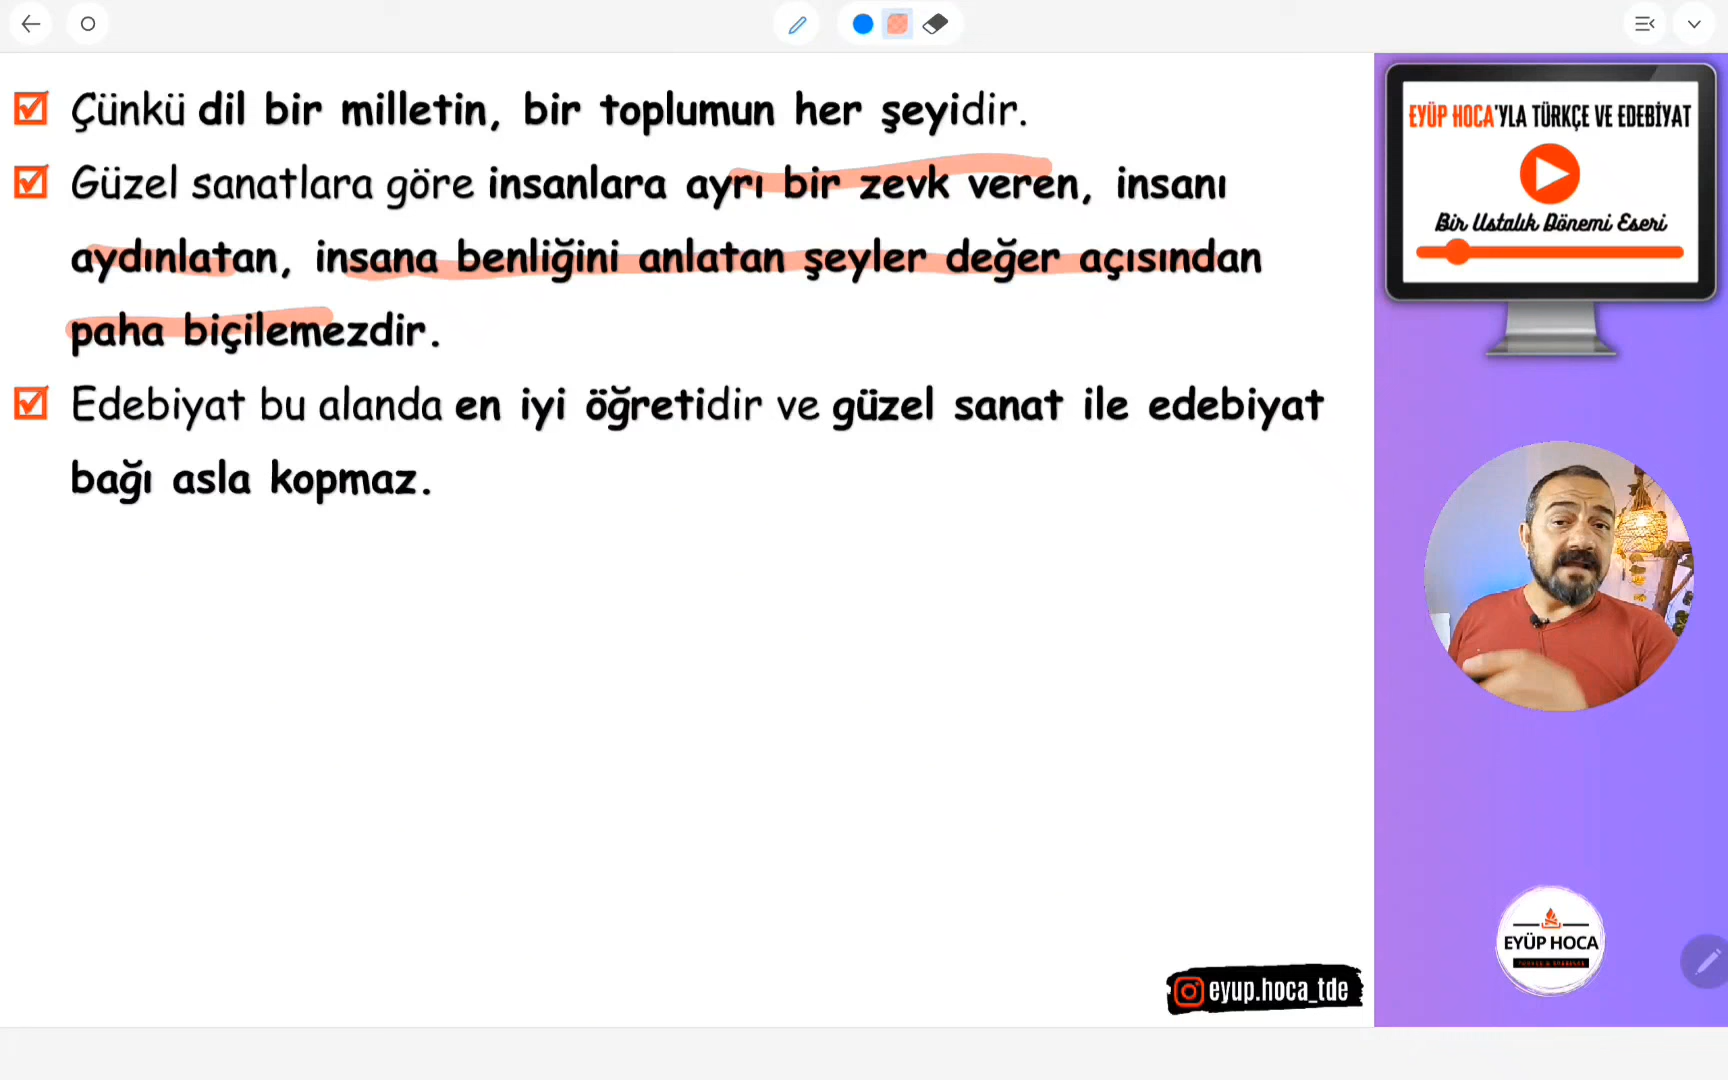 Çünkü dil bir milletin, bir toplumun her şeyidir.
Güzel sanatlara göre insanlara ayrı bir zevk veren, insanı
aydınlatan, insana benliğini anlatan şeyler değer açısından
paha biçilemezdir.
Edebiyat bu alanda en iyi öğretidir ve güzel sanat ile edebiyat
bağı asla kopmaz.
EYÜP HOCA'YLA TÜRKÇE VE EDEBİYAT
Bir Ustalık Dönemi Eseri
EYÜP HOCA
eyup.hoca_tde